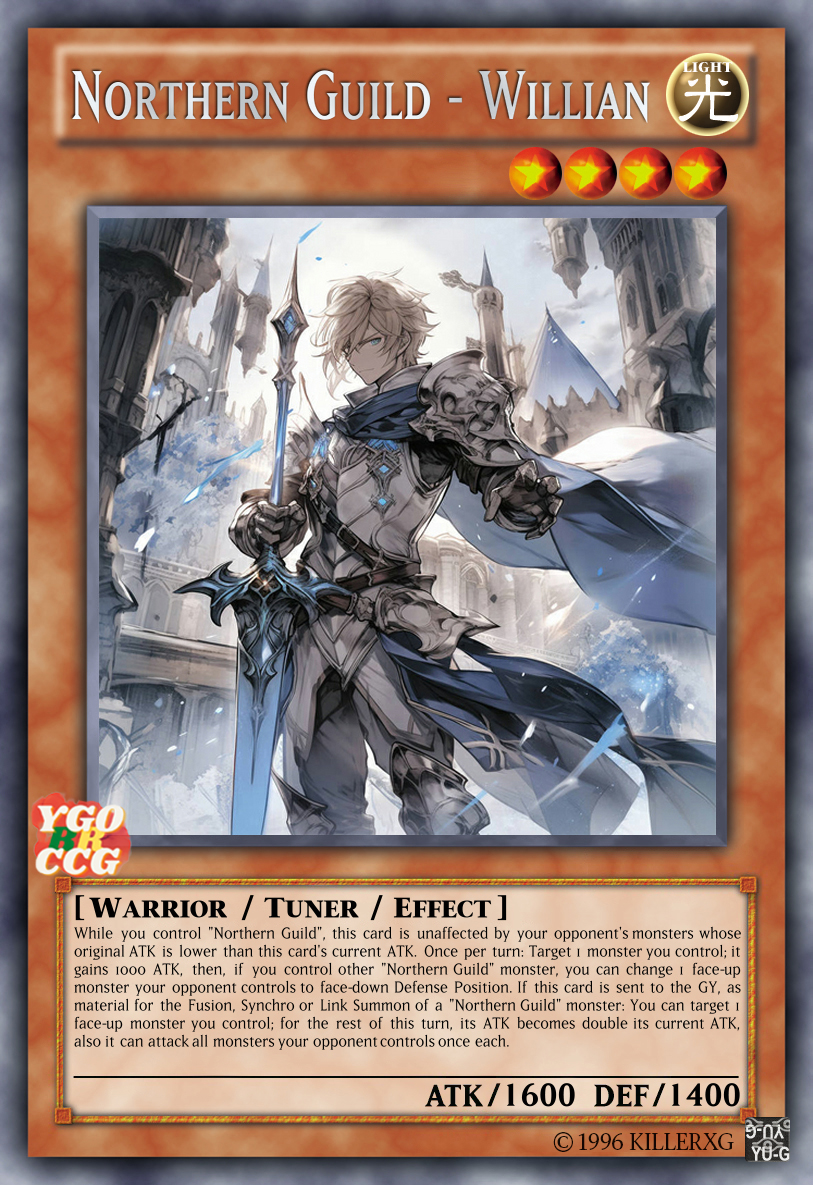 Northern Guild - Willian
LIGHT
光
YGO
BR
CCG
[ Warrior / Tuner / Effect ]
While you control "Northern Guild", this card is unaffected by your opponent's monsters whose
original ATK is lower than this card's current ATK. Once per turn: Target 1 monster you control; it
gains 1000 ATK, then, if you control other "Northern Guild" monster, you can change 1 face-up
monster your opponent controls to face-down Defense Position. If this card is sent to the GY, as
material for the Fusion, Synchro or Link Summon of a "Northern Guild" monster: You can target 1
face-up monster you control; for the rest of this turn, its ATK becomes double its current ATK,
also it can attack all monsters your opponent controls once each.
ATK/1600 DEF/1400
© 1996 KILLERXG
YU-G